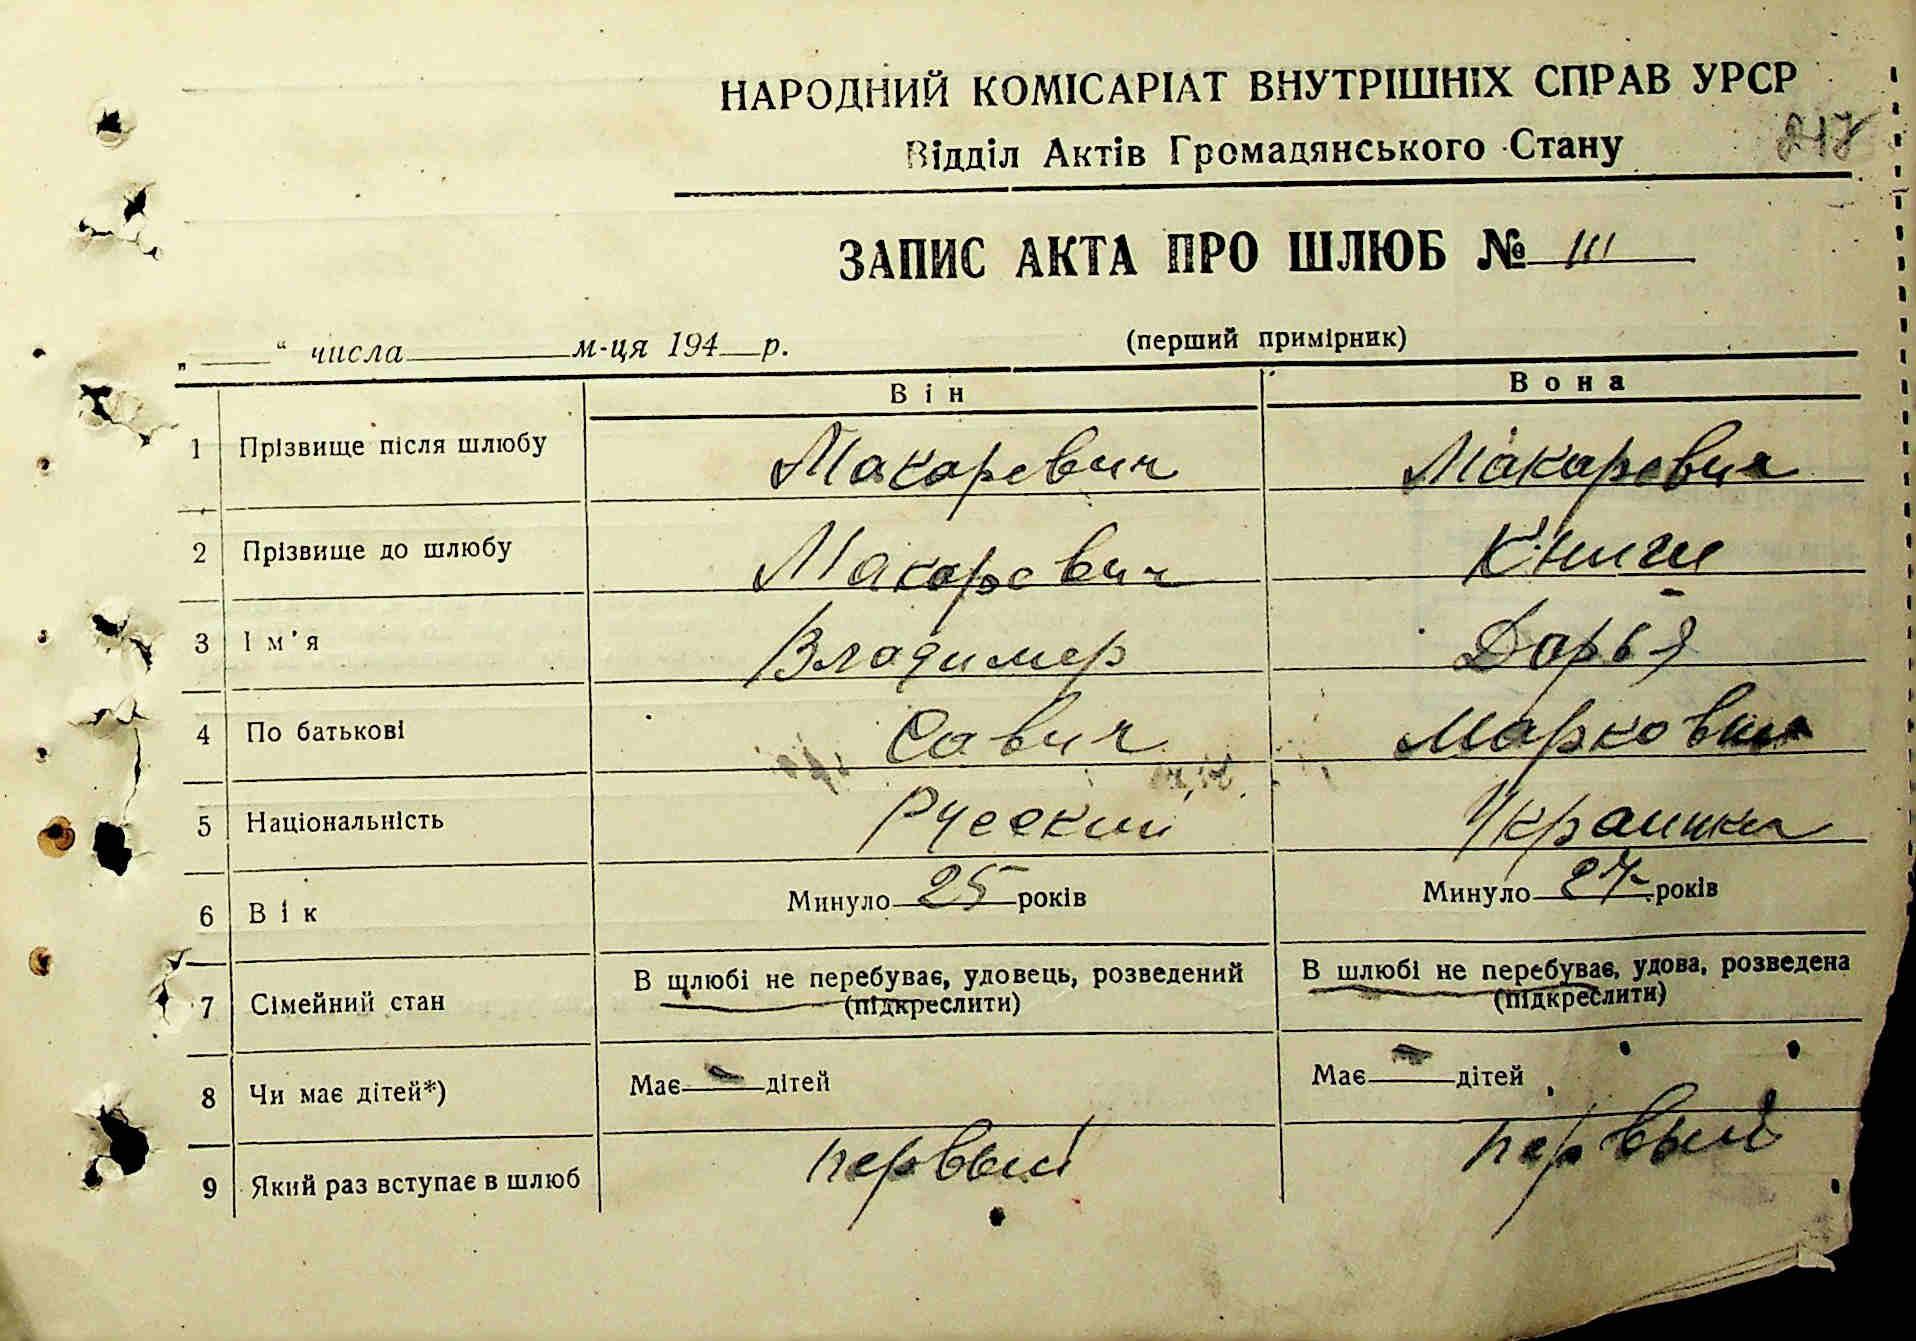 НАРОДНИЙ КОМІСАРІАТ ВНУТРІШНІХ СПРАВ УРСР
217
Відділ Актів Громадянського Стану
ЗАПИС АКТА ПРО ШЛЮБ № 111
„ “ числа м-ця 194 р. (перший примірник)
Він Вона
1 Прізвище після шлюбу Макаревич Макаревич
2 Прізвище до шлюбу Макаревич Книги
3 Ім'я Владимер Дарья
4 По батькові Савич Марковна
5 Національність Русский Украинка
6 Вік Минуло 25 років Минуло 27 років
7 Сімейний стан В шлюбі не перебуває, удовець, розведений (підкреслити) В шлюбі не перебуває, удова, розведена (підкреслити)
8 Чи має дітей*) Має — дітей Має — дітей
9 Який раз вступає в шлюб первый первый